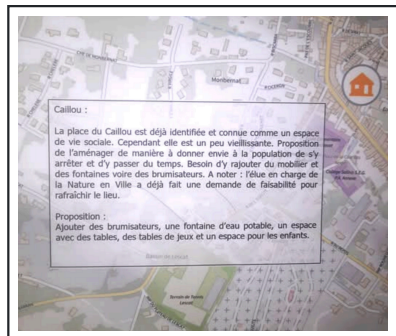 Montbernat
Caillou :
La place du Caillou est déjà identifiée et connue comme un espace
de vie sociale. Cependant elle est un peu vieillissante. Proposition
de l'aménager de manière à donner envie à la population de s'y
arrêter et d'y passer du temps. Besoin d'y rajouter du mobilier et
des fontaines voire des brumisateurs. A noter : l'élue en charge de
la Nature en Ville a déjà fait une demande de faisabilité pour
rafraîchir le lieu.
Proposition :
Ajouter des brumisateurs, une fontaine d'eau potable, un espace
avec des tables, des tables de jeux et un espace pour les enfants.
Terrain de Tennis